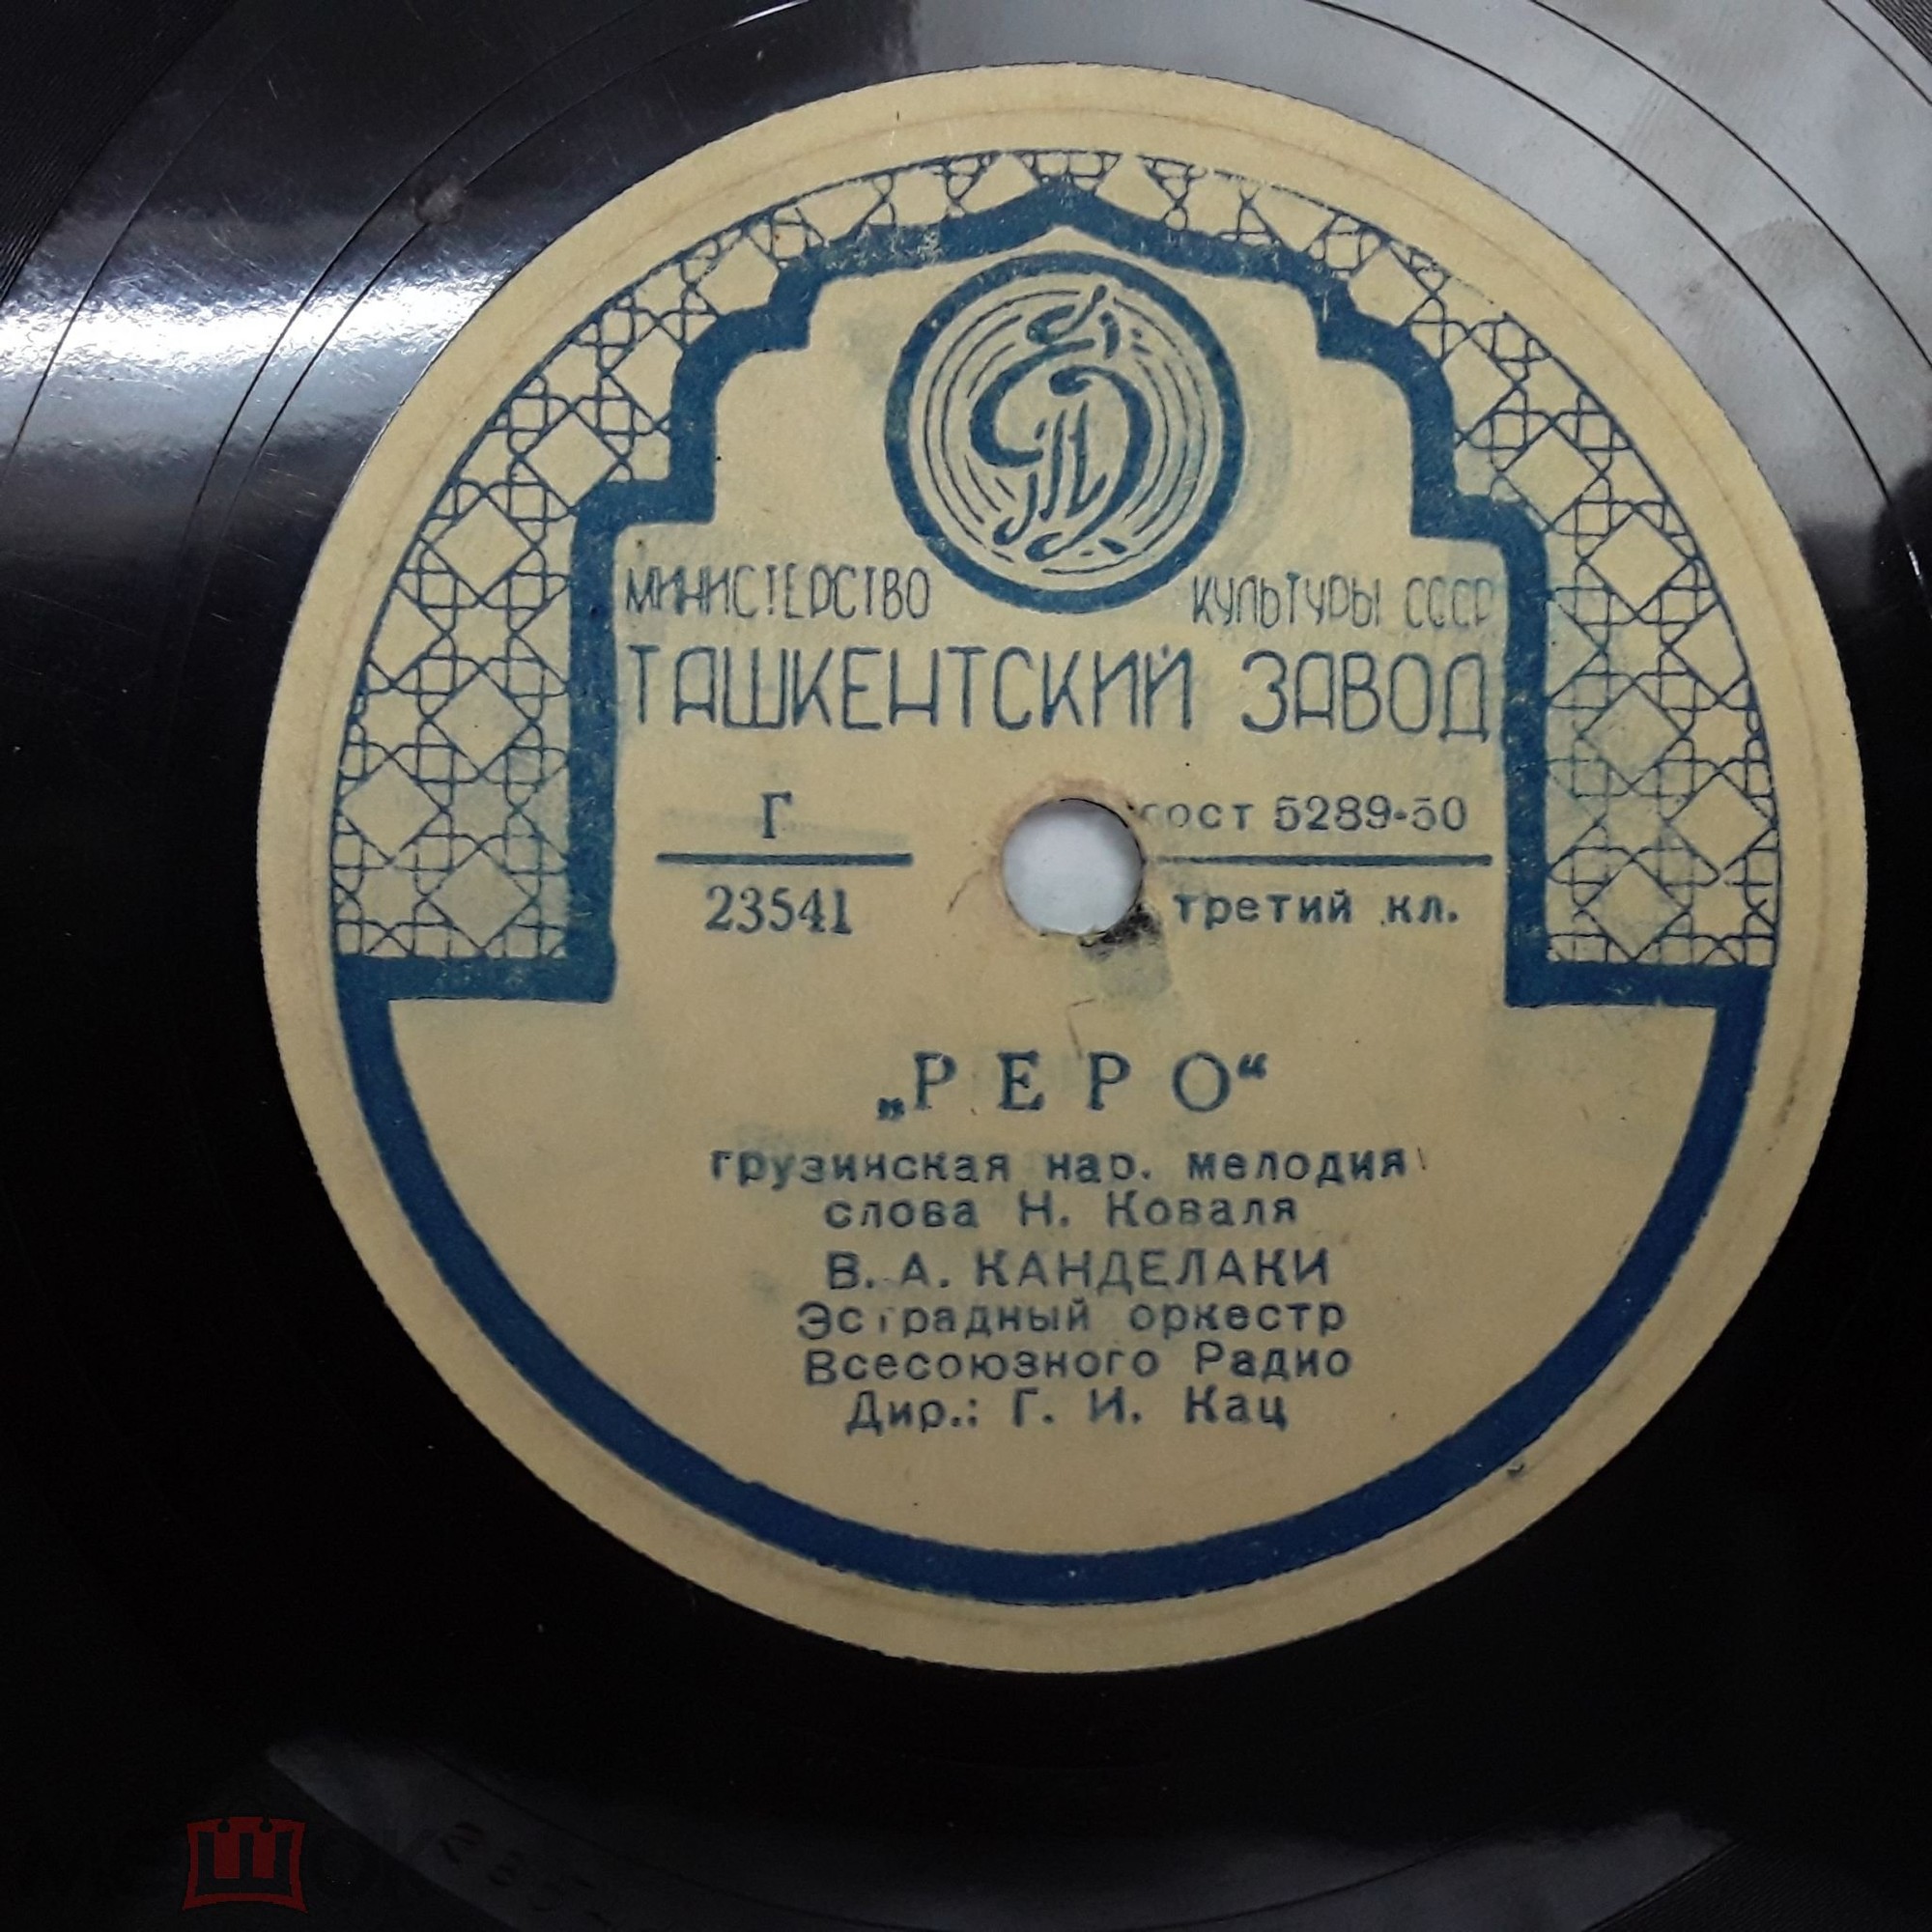 МИНИСТЕРСТВО КУЛЬТУРЫ СССР
ТАШКЕНТСКИЙ ЗАВОД
Г
23541
гост 5289-50
третий кл.
„РЕРО“
грузинская нар. мелодия
слова Н. Коваля
В. А. КАНДЕЛАКИ
Эстрадный оркестр
Всесоюзного Радио
Дир.: Г. И. Кац
мешок